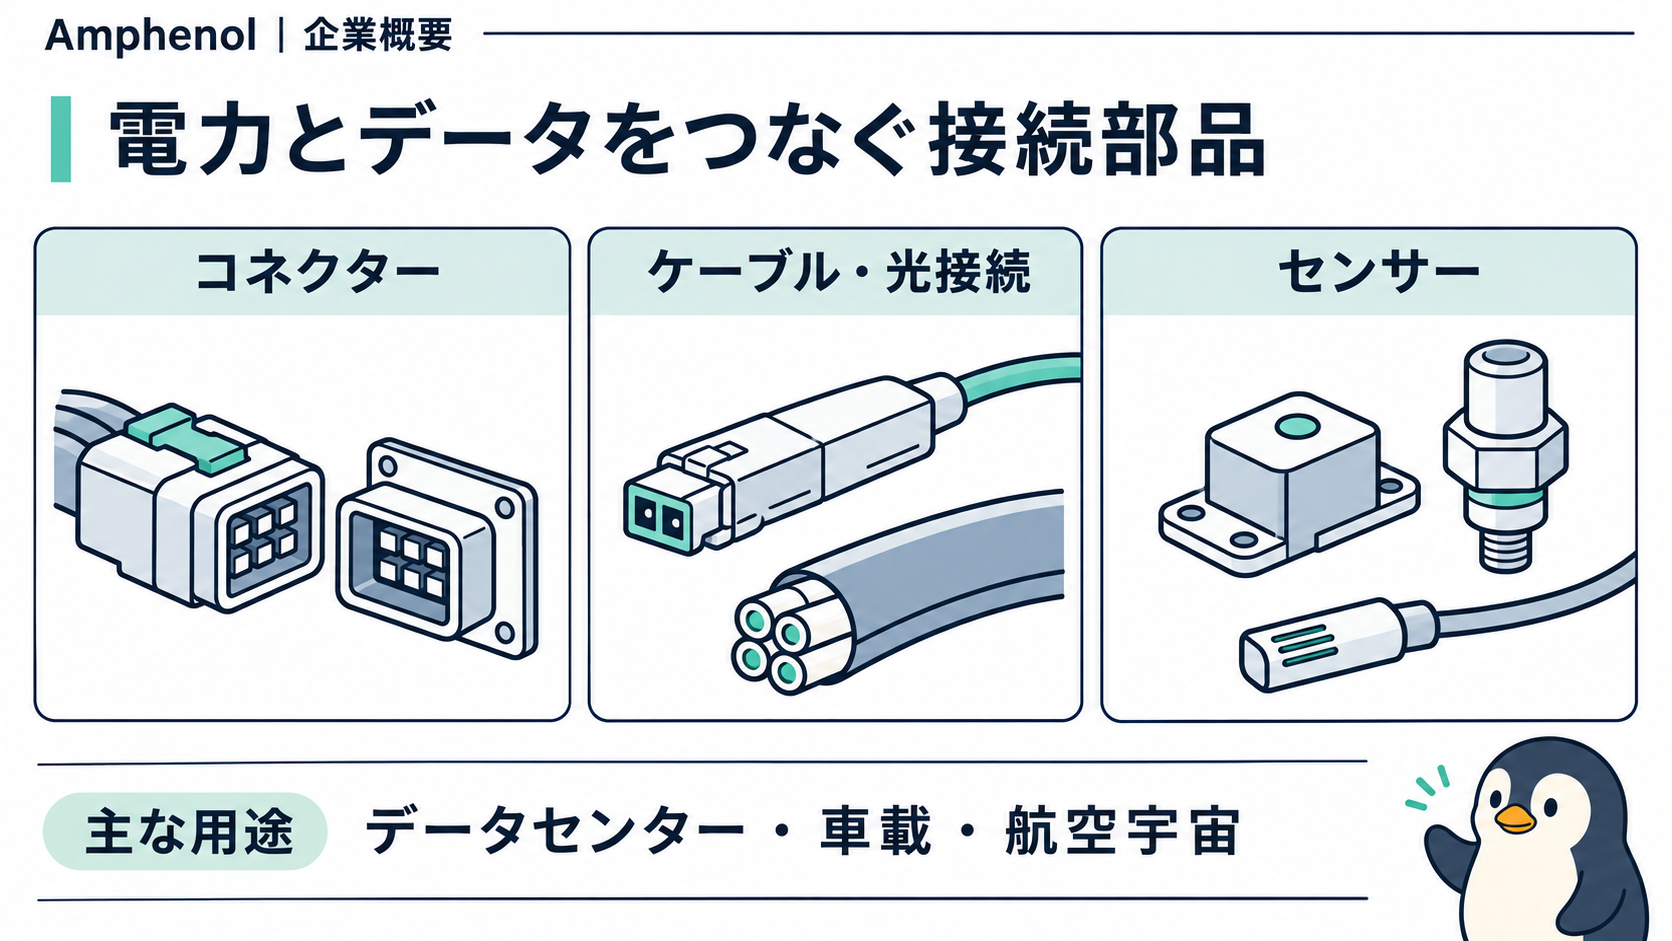 Amphenol | 企業概要
電力とデータをつなぐ接続部品
コネクター
ケーブル・光接続
センサー
主な用途
データセンター・車載・航空宇宙